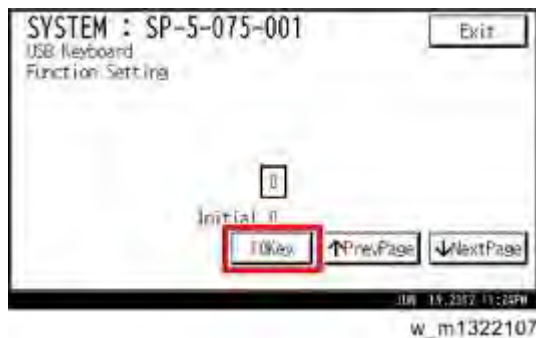 SYSTEM : SP-5-075-001
Exit
USB Keyboard
Function Setting
0
Initial 0
10Key
↑PrevPage
↓NextPage
w_m1322107